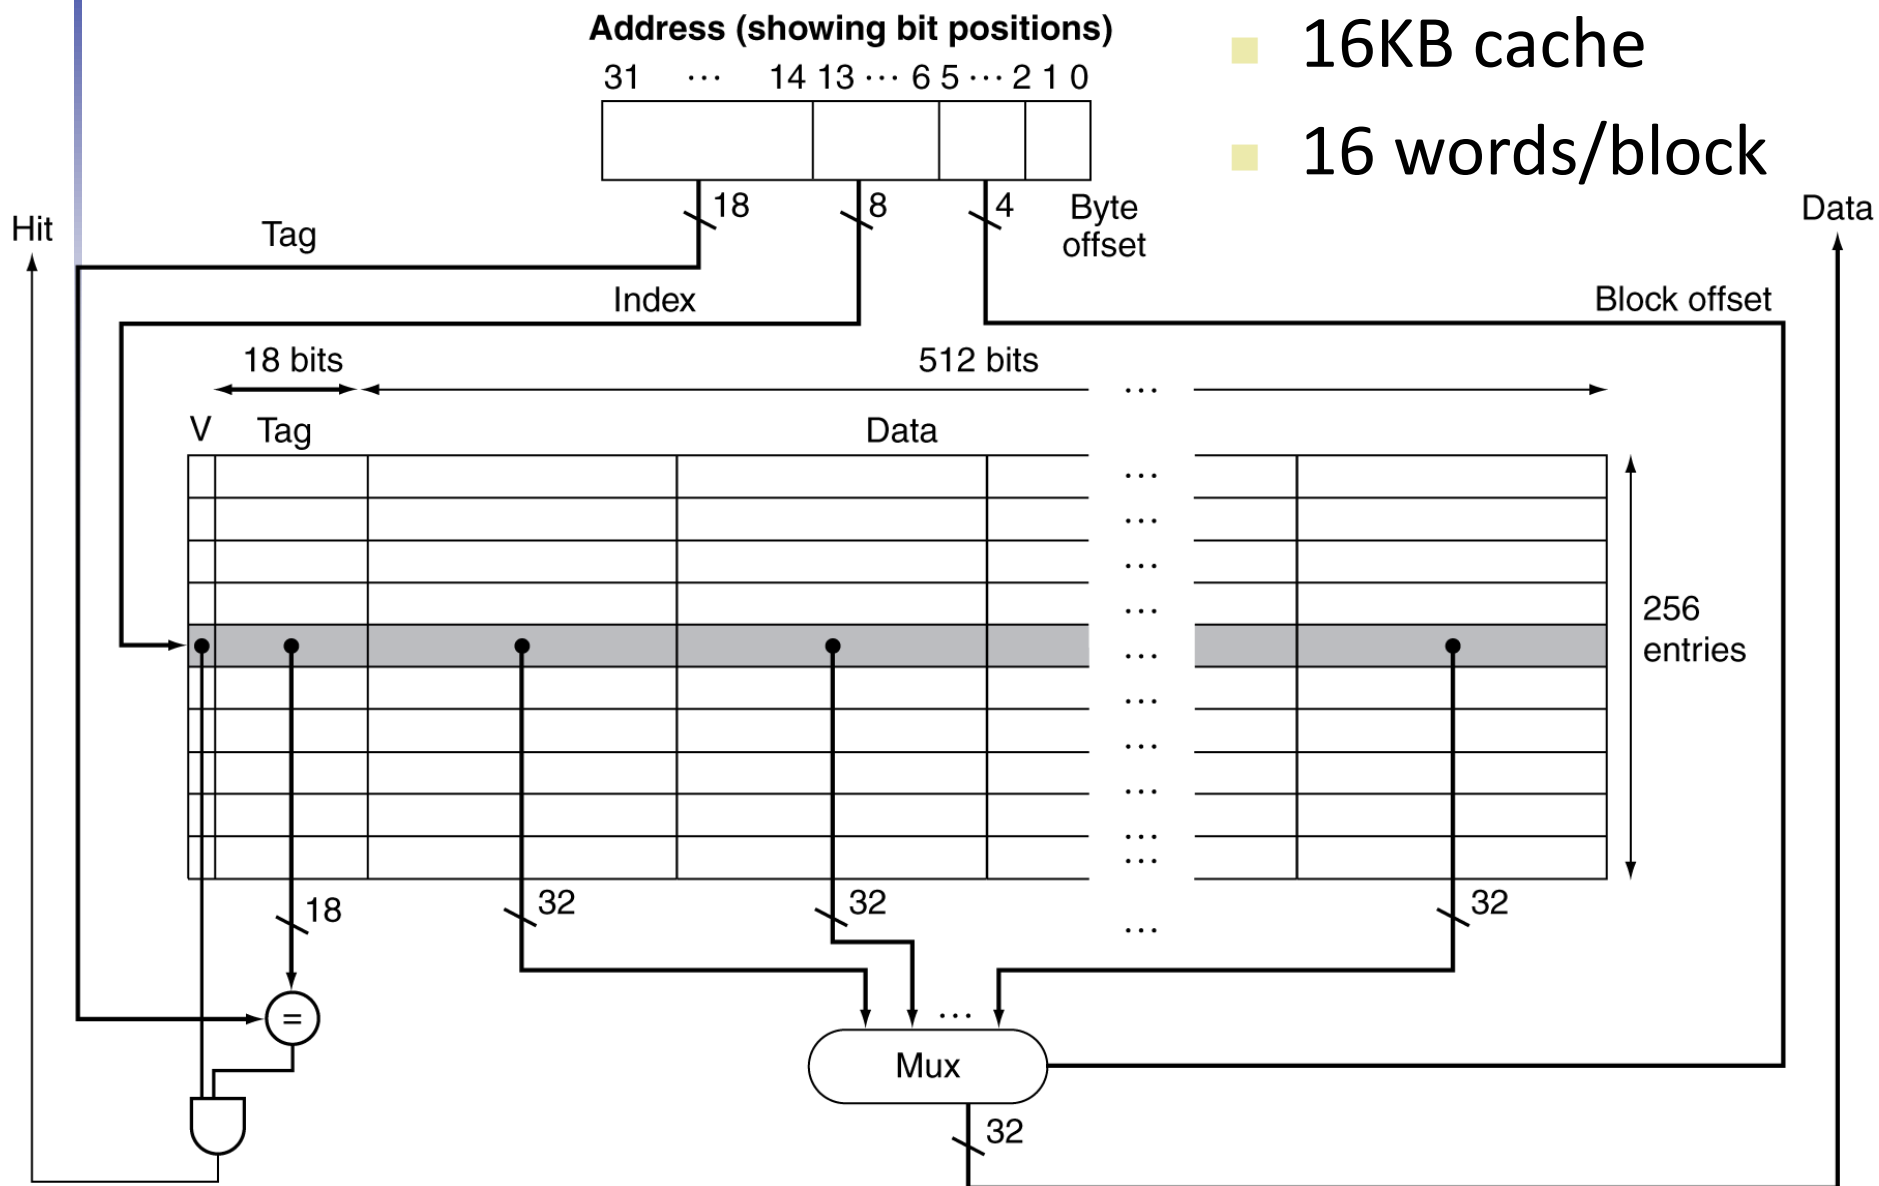 Address (showing bit positions)
31 ... 14 13 ... 6 5 ... 2 1 0
16KB cache
16 words/block
18
8
4
Byte
offset
Hit
Tag
Data
Index
Block offset
18 bits
512 bits
...
V
Tag
Data
...
...
...
...
...
...
...
...
...
...
256
entries
18
32
32
...
32
=
...
Mux
32